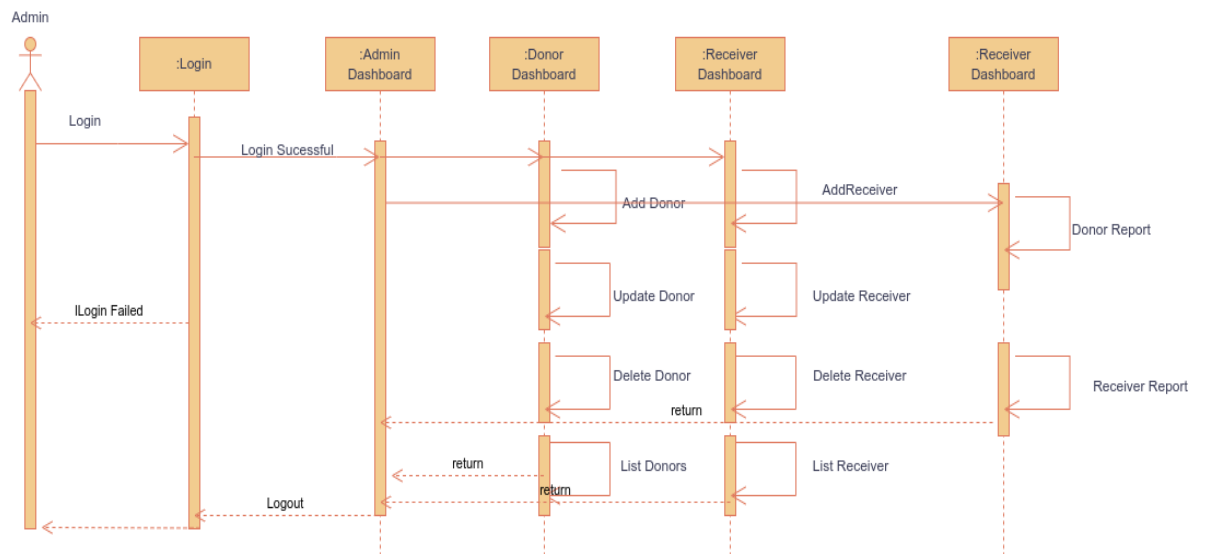 Admin
:Login
:Admin
Dashboard
:Donor
Dashboard
:Receiver
Dashboard
:Receiver
Dashboard
Login
Login Sucessful
AddReceiver
Add Donor
Donor Report
Update Donor
Update Receiver
ILogin Failed
Delete Donor
Delete Receiver
Receiver Report
return
return
List Donors
List Receiver
return
Logout